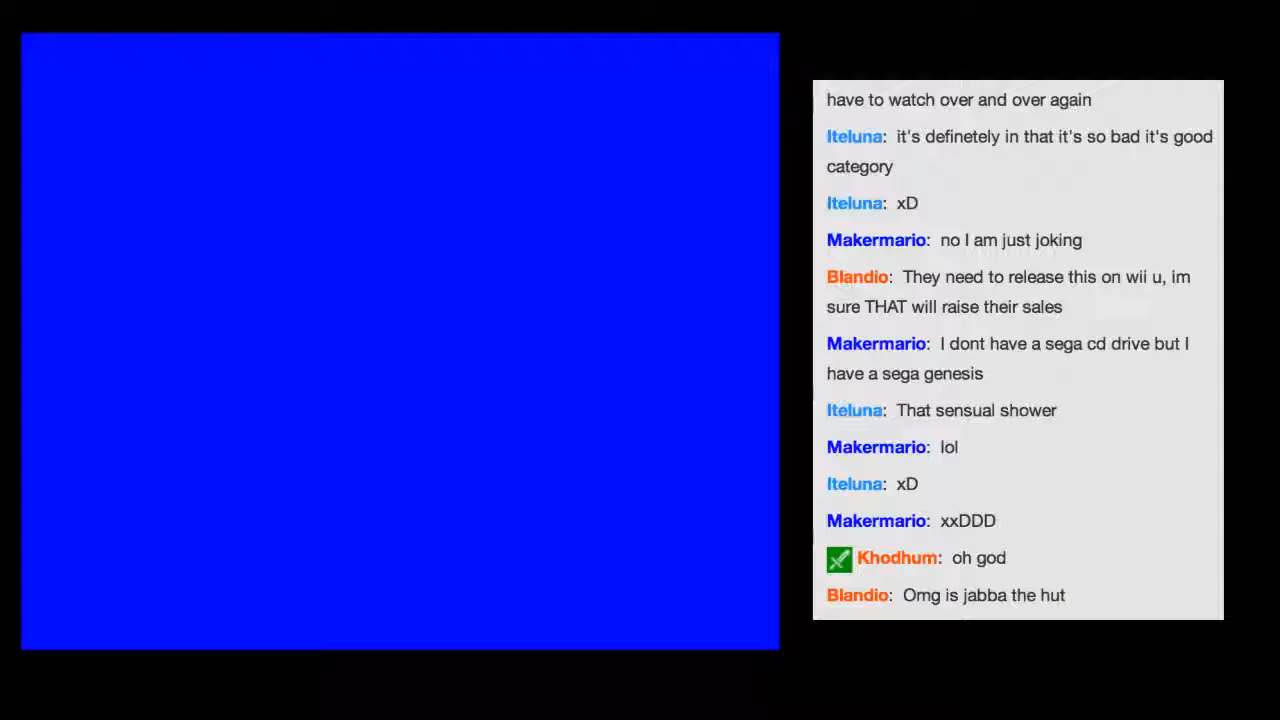 have to watch over and over again
Iteluna: it's definetely in that it's so bad it's good
category
Iteluna: xD
Makermario: no I am just joking
Blandio: They need to release this on wii u, im
sure THAT will raise their sales
Makermario: I dont have a sega cd drive but I
have a sega genesis
Iteluna: That sensual shower
Makermario: lol
Iteluna: xD
Makermario: xxDDD
Khodhum: oh god
Blandio: Omg is jabba the hut